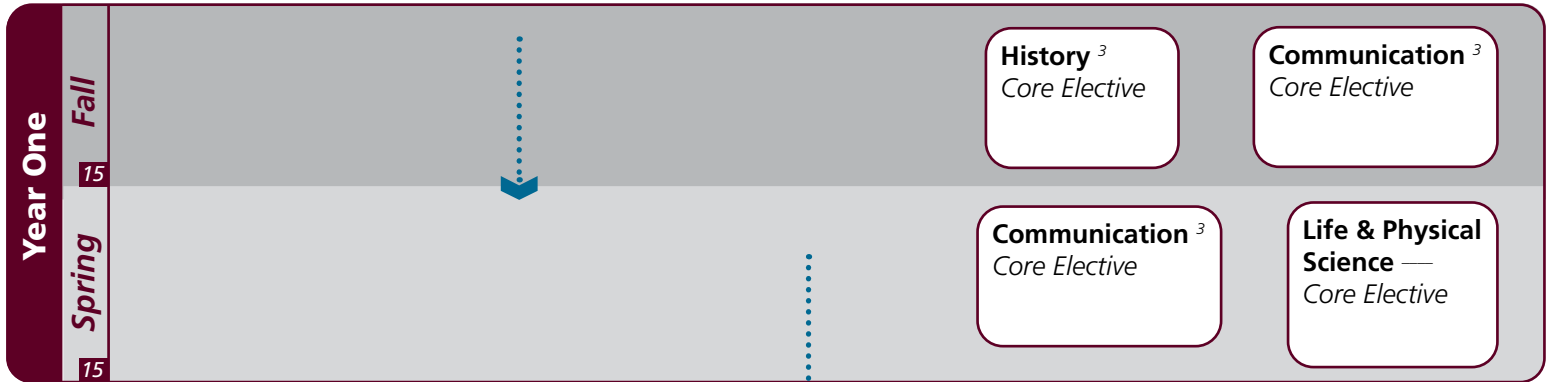 Year One
Fall
15
History 3
Core Elective
Communication 3
Core Elective
Spring
15
Communication 3
Core Elective
Life & Physical
Science —
Core Elective